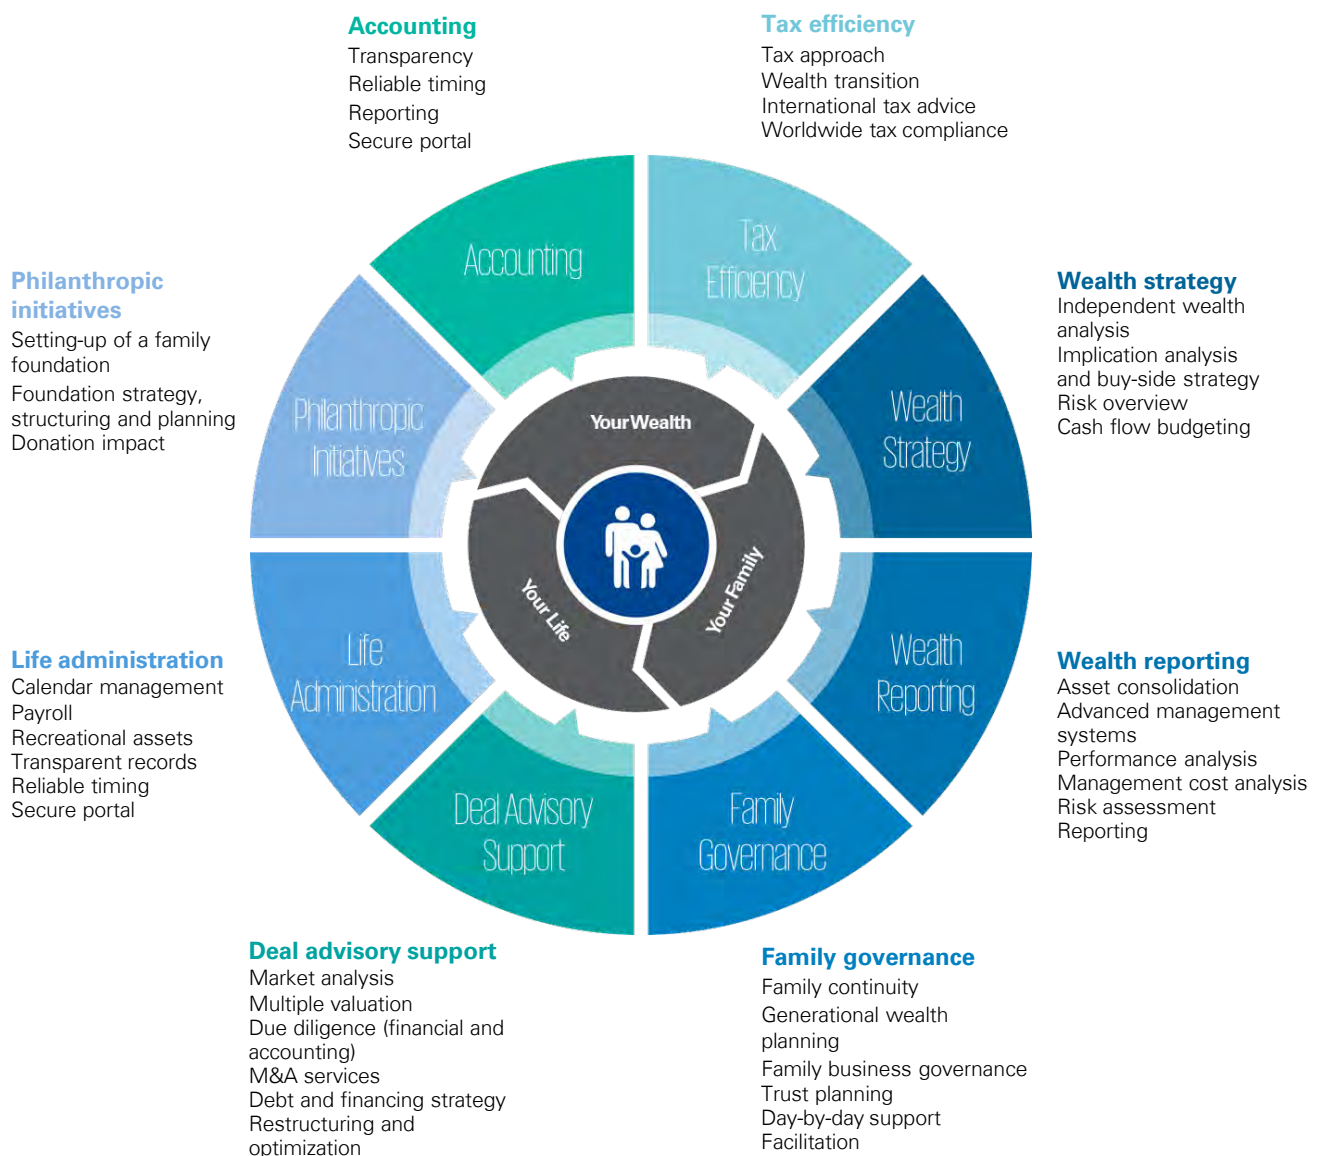 Accounting
Transparency
Reliable timing
Reporting
Secure portal
Tax efficiency
Tax approach
Wealth transition
International tax advice
Worldwide tax compliance
Philanthropic
initiatives
Setting-up of a family
foundation
Foundation strategy,
structuring and planning
Donation impact
Wealth strategy
Independent wealth
analysis
Implication analysis
and buy-side strategy
Risk overview
Cash flow budgeting
Accounting
Tax
Efficiency
Philanthropic
Initiatives
Wealth
Strategy
Life
Administration
Wealth
Reporting
Deal Advisory
Support
Family
Governance
Your Wealth
Your Life
Your Family
Life administration
Calendar management
Payroll
Recreational assets
Transparent records
Reliable timing
Secure portal
Wealth reporting
Asset consolidation
Advanced management
systems
Performance analysis
Management cost analysis
Risk assessment
Reporting
Deal advisory support
Market analysis
Multiple valuation
Due diligence (financial and
accounting)
M&A services
Debt and financing strategy
Restructuring and
optimization
Family governance
Family continuity
Generational wealth
planning
Family business governance
Trust planning
Day-by-day support
Facilitation